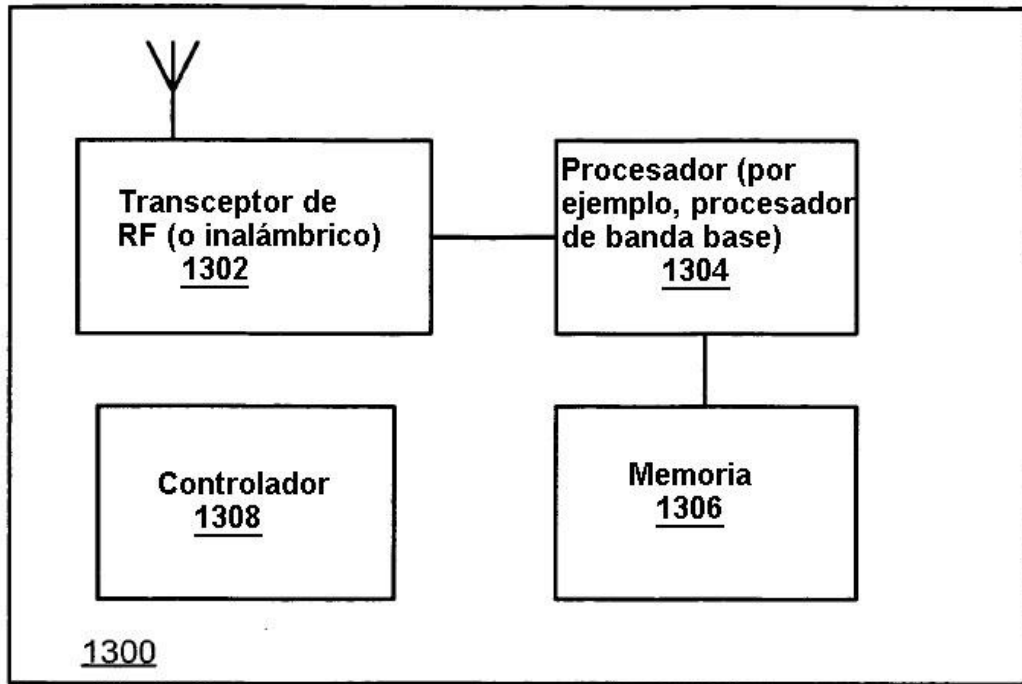 Transceptor de
RF (o inalámbrico)
1302
Procesador (por
ejemplo, procesador
de banda base)
1304
Controlador
1308
Memoria
1306
1300